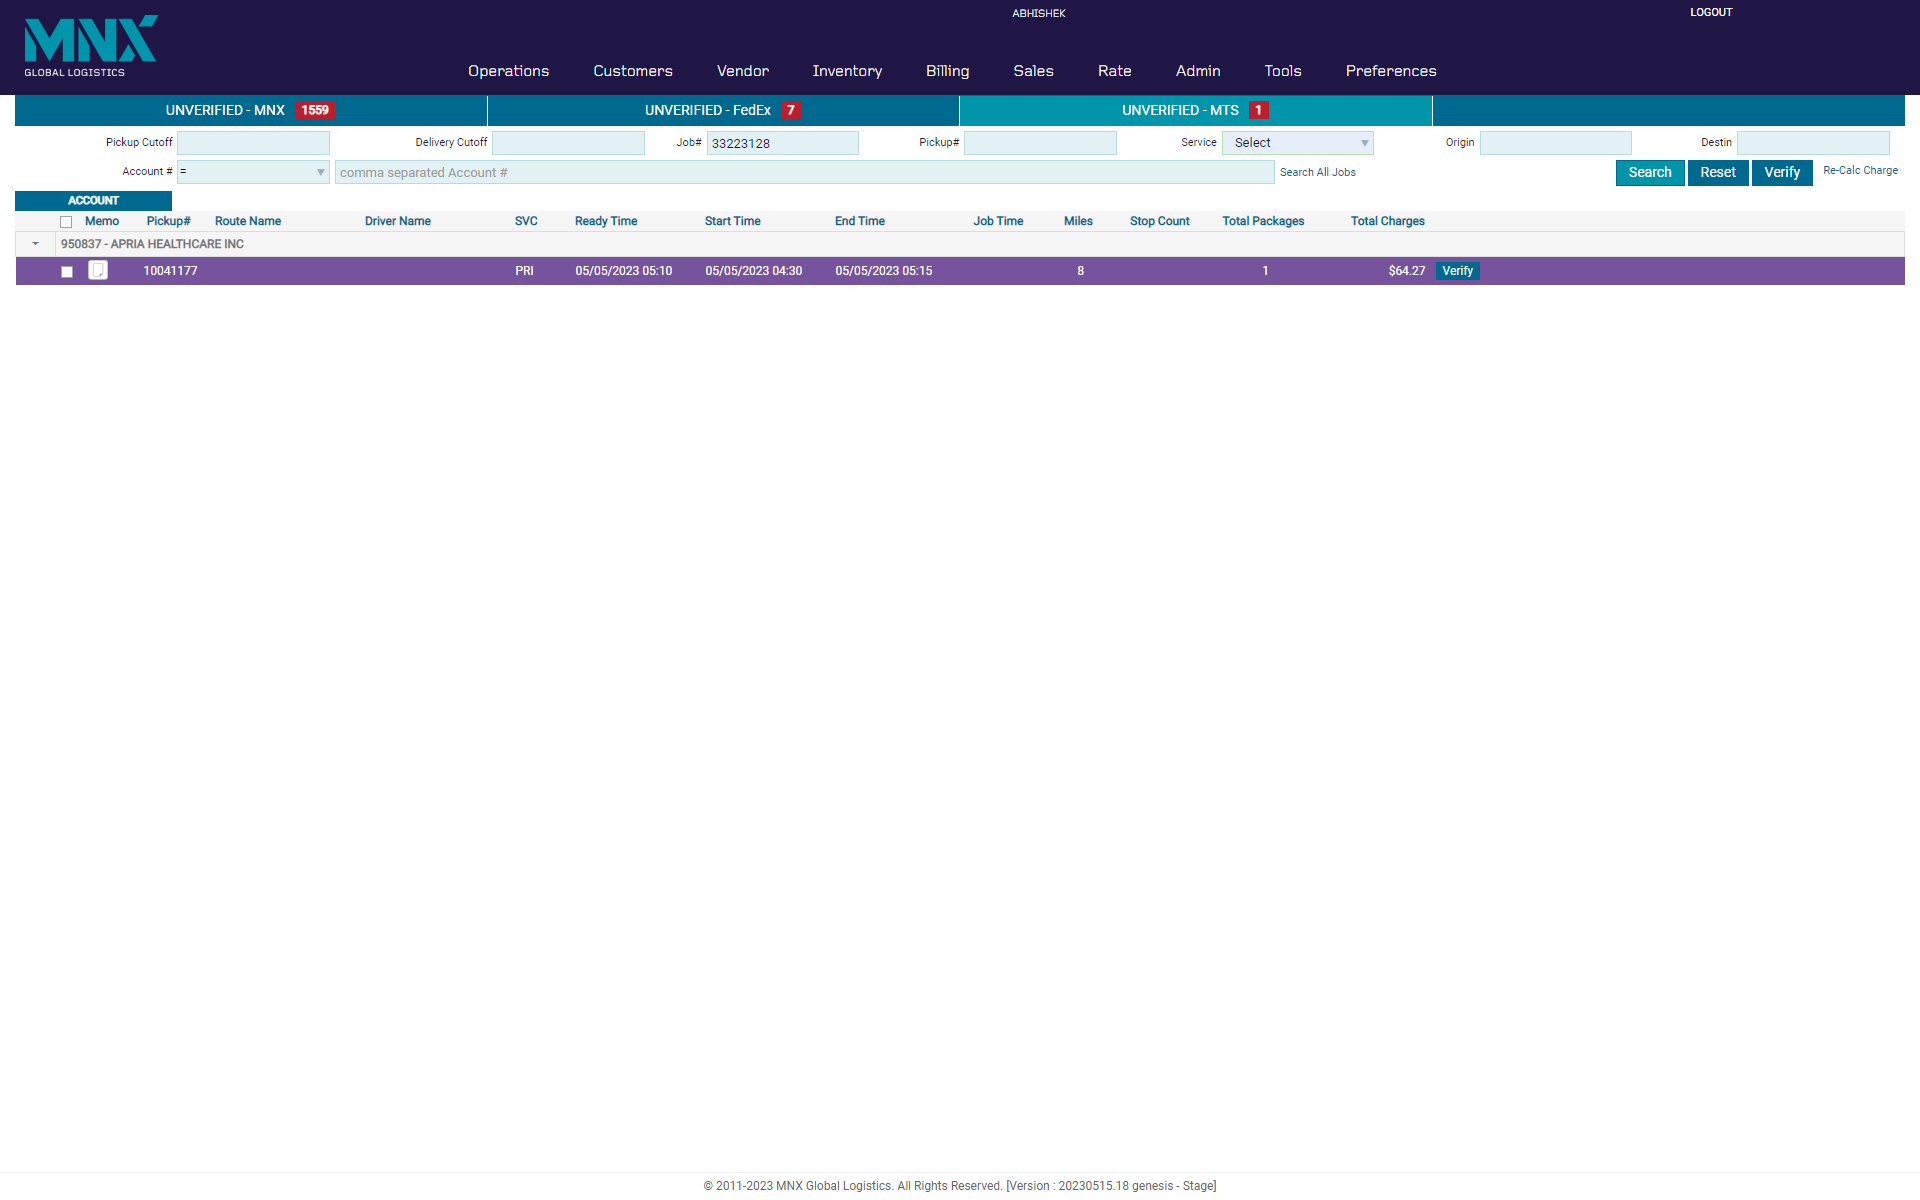 MNX
GLOBAL LOGISTICS
ABHISHEK
LOGOUT
Operations Customers Vendor Inventory Billing Sales Rate Admin Tools Preferences
UNVERIFIED - MNX 1559 UNVERIFIED - FedEx 7 UNVERIFIED - MTS 1
Pickup Cutoff Delivery Cutoff Job# 33223128 Pickup# Service Select Origin Destin
Account # = comma separated Account # Search All Jobs Search Reset Verify Re-Calc Charge
ACCOUNT
Memo Pickup# Route Name Driver Name SVC Ready Time Start Time End Time Job Time Miles Stop Count Total Packages Total Charges
950837 - APRIA HEALTHCARE INC
10041177 PRI 05/05/2023 05:10 05/05/2023 04:30 05/05/2023 05:15 8 1 $64.27 Verify
© 2011-2023 MNX Global Logistics. All Rights Reserved. [Version : 20230515.18 genesis - Stage]